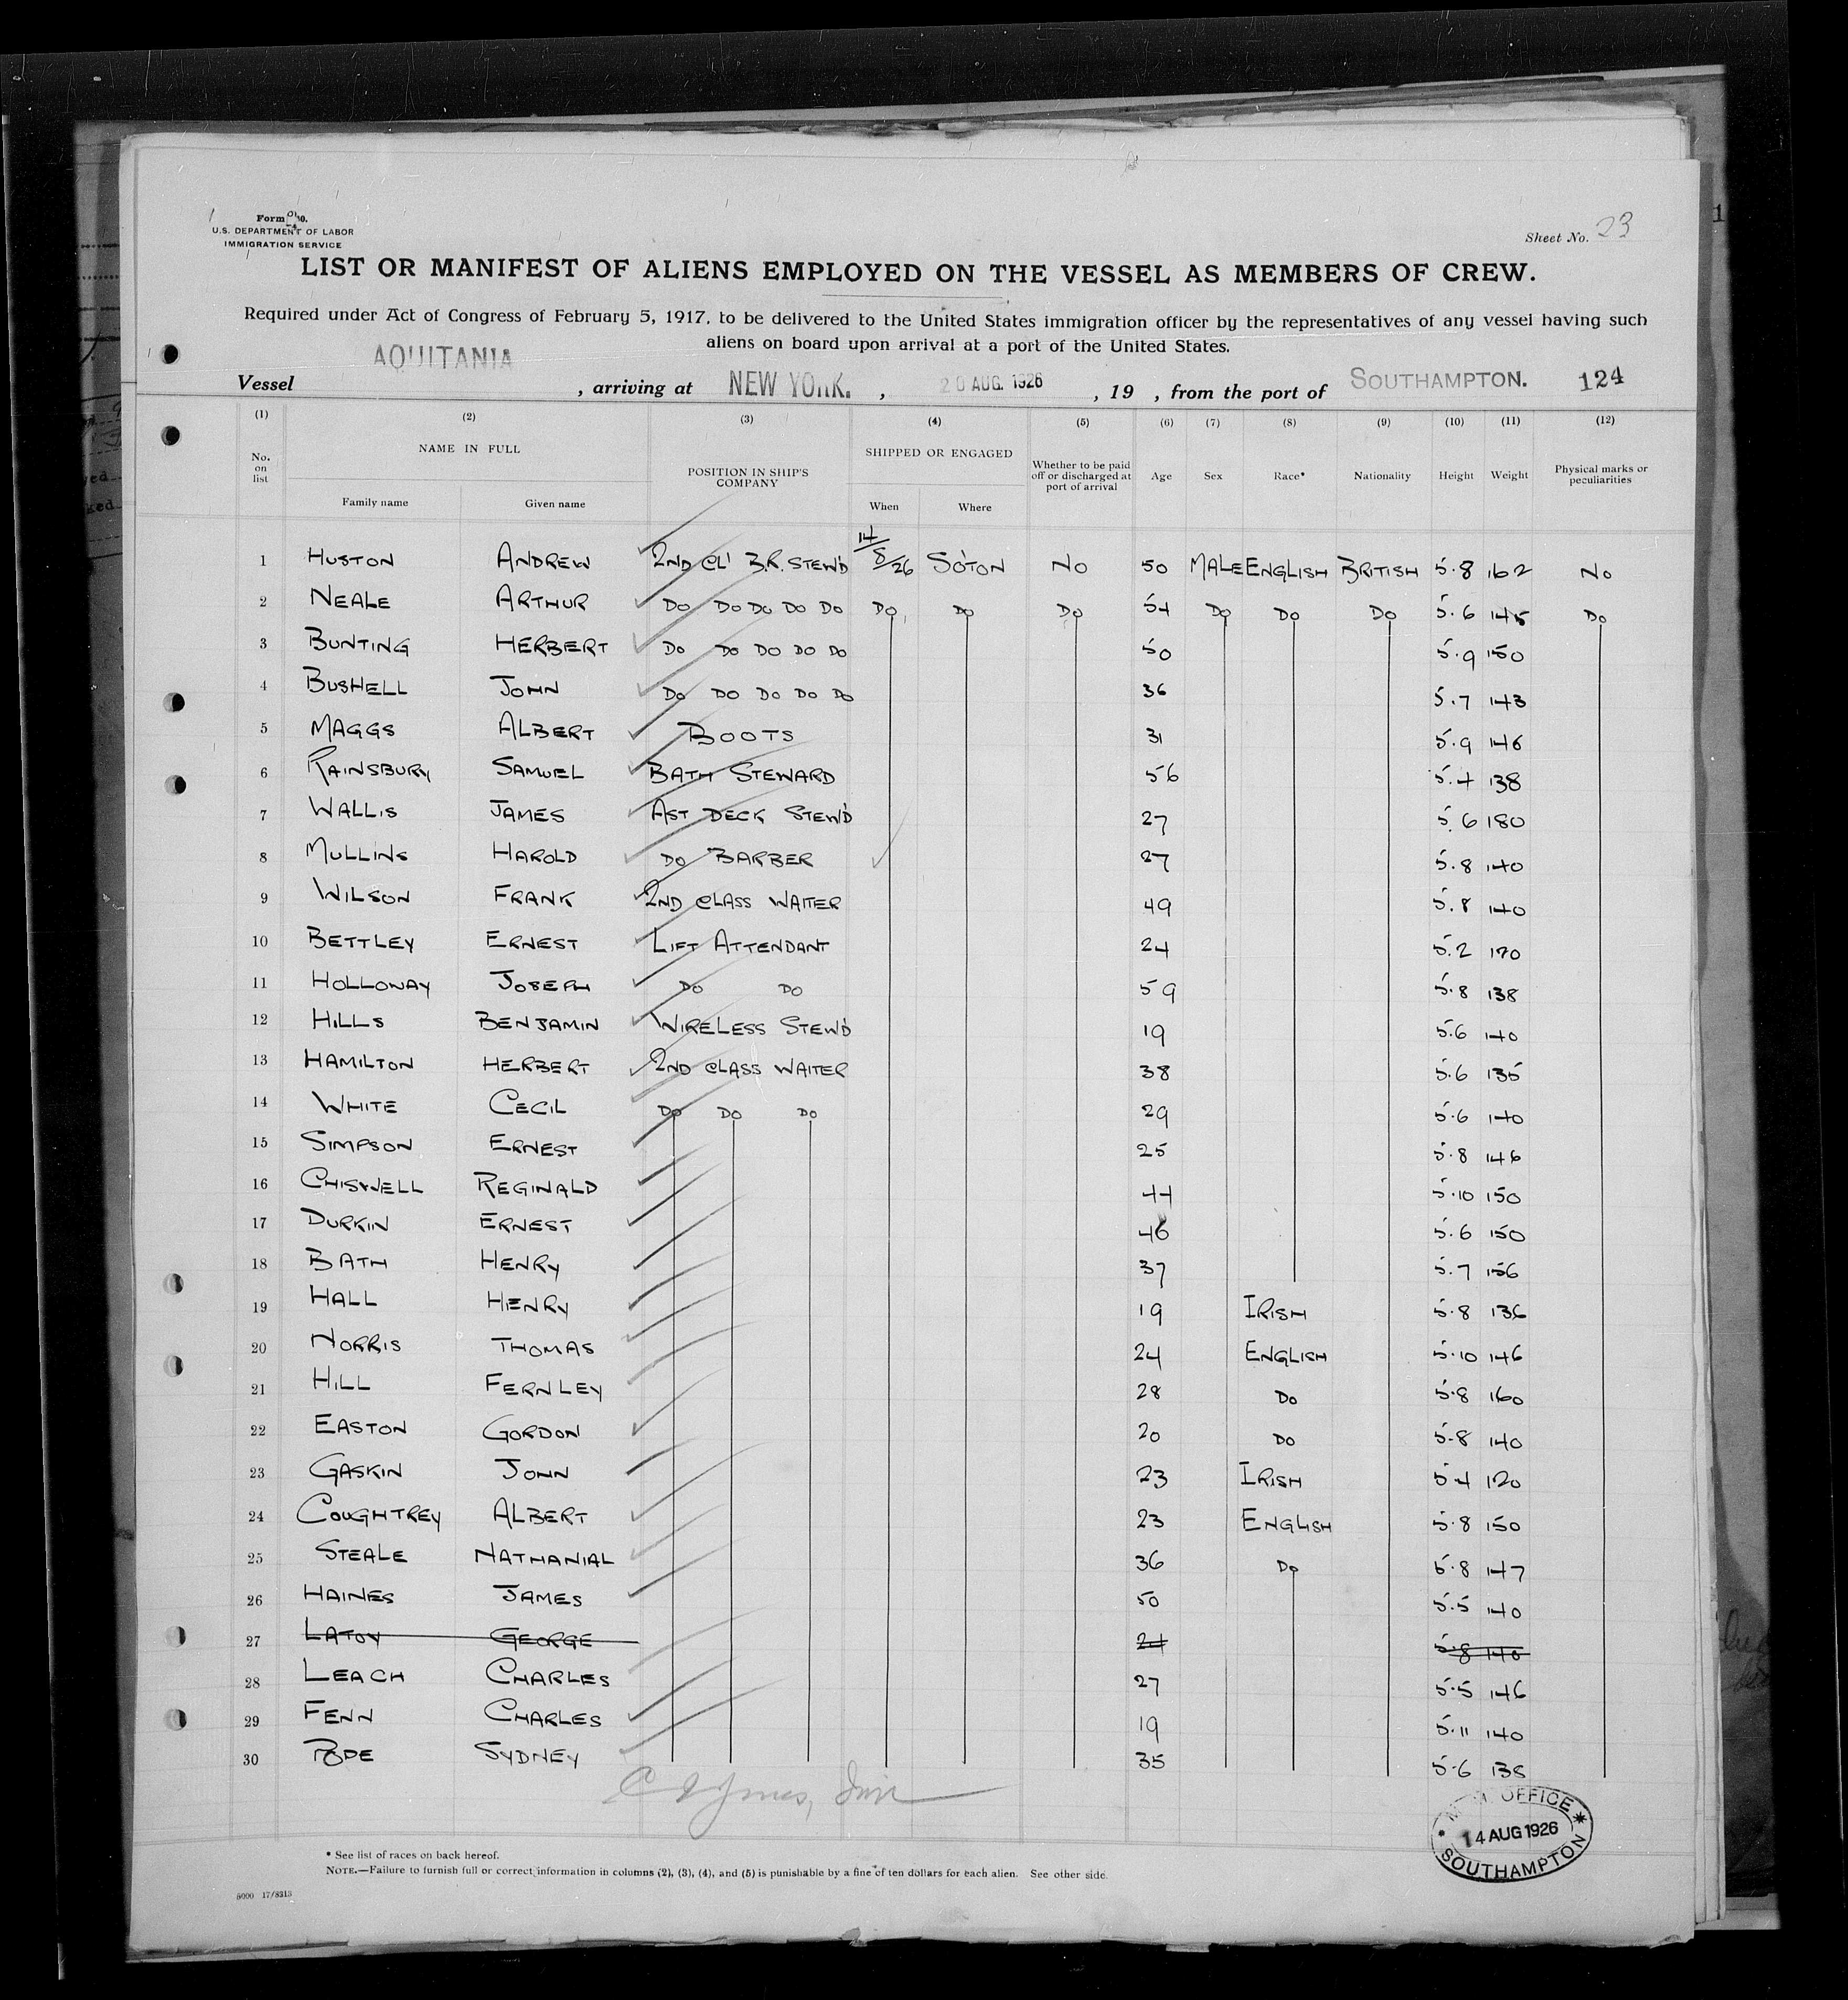 U.S. DEPARTMENT OF LABOR
IMMIGRATION SERVICE
Sheet No. 23
LIST OR MANIFEST OF ALIENS EMPLOYED ON THE VESSEL AS MEMBERS OF CREW.
Required under Act of Congress of February 5, 1917, to be delivered to the United States immigration officer by the representatives of any vessel having such
aliens on board upon arrival at a port of the United States.
Vessel AQUITANIA, arriving at NEW YORK., 20 AUG. 1926, 19 , from the port of SOUTHAMPTON. 124
(1) (2) (3) (4) (5) (6) (7) (8) (9) (10) (11) (12)
No. on list NAME IN FULL Family name Given name POSITION IN SHIP'S COMPANY SHIPPED OR ENGAGED When Where Whether to be paid off or discharged at port of arrival Age Sex Race* Nationality Height Weight Physical marks or peculiarities
1 HUSTON ANDREW 2ND CL' B.R. STEW'D 14/8/26 SO'TON NO 50 MALE ENGLISH BRITISH 5.8 162 NO
2 NEALE ARTHUR DO DO DO DO DO DO DO DO 54 DO DO DO 5.6 145 DO
3 BUNTING HERBERT DO DO DO DO DO 50 5.9 150
4 BUSHELL JOHN DO DO DO DO DO 36 5.7 143
5 MAGGS ALBERT BOOTS 31 5.9 146
6 RAINSBURY SAMUEL BATH STEWARD 56 5.4 138
7 WALLIS JAMES AST DECK STEW'D 27 5.6 180
8 MULLINS HAROLD DO BARBER 27 5.8 140
9 WILSON FRANK 2ND CLASS WAITER 49 5.8 140
10 BETTLEY ERNEST LIFT ATTENDANT 24 5.2
11 HOLLOWAY JOSEPH DO DO 59 5.8 138
12 HILLS BENJAMIN WIRELESS STEW'D 19 5.6 140
13 HAMILTON HERBERT 2ND CLASS WAITER 38 5.6 135
14 WHITE CECIL DO DO DO 29 5.6 140
15 SIMPSON ERNEST 25 5.8 146
16 CHISWELL REGINALD 44 5.10 150
17 DURKIN ERNEST 46 5.6 150
18 BATH HENRY 37 5.7 156
19 HALL HENRY 19 IRISH 5.8 136
20 NORRIS THOMAS 24 ENGLISH 5.10 146
21 HILL FERNLEY 28 DO 5.8 160
22 EASTON GORDON 20 DO 5.8 140
23 GASKIN JOHN 23 IRISH 5.4 120
24 COUGHTREY ALBERT 23 ENGLISH 5.8 150
25 STEALE NATHANIAL 36 DO 5.8 147
26 HAINES JAMES 50 5.5 140
27 LATOY GEORGE 24 5.8 140
28 LEACH CHARLES 27 5.5 146
29 FENN CHARLES 19 5.11 140
30 POPE SYDNEY 35 5.6 138
OFFICE
14 AUG 1926
SOUTHAMPTON
* See list of races on back hereof.
NOTE.—Failure to furnish full or correct information in columns (2), (3), (4), and (5) is punishable by a fine of ten dollars for each alien. See other side.